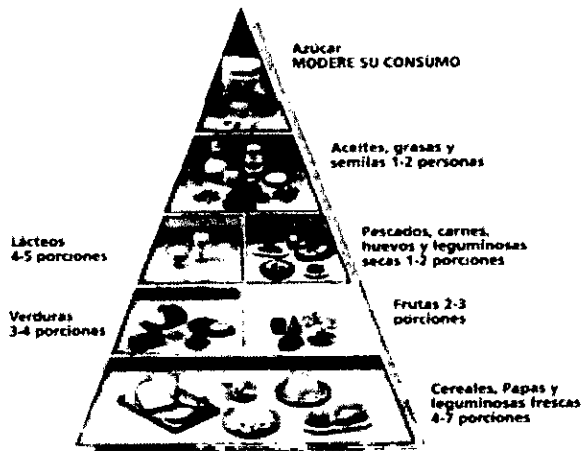 Azúcar
MODERE SU CONSUMO
Aceites, grasas y
semilas 1-2 personas
Lácteos
4-5 porciones
Pescados, carnes,
huevos y leguminosas
secas 1-2 porciones
Verduras
3-4 porciones
Frutas 2-3
porciones
Cereales, Papas y
leguminosas frescas
4-7 porciones